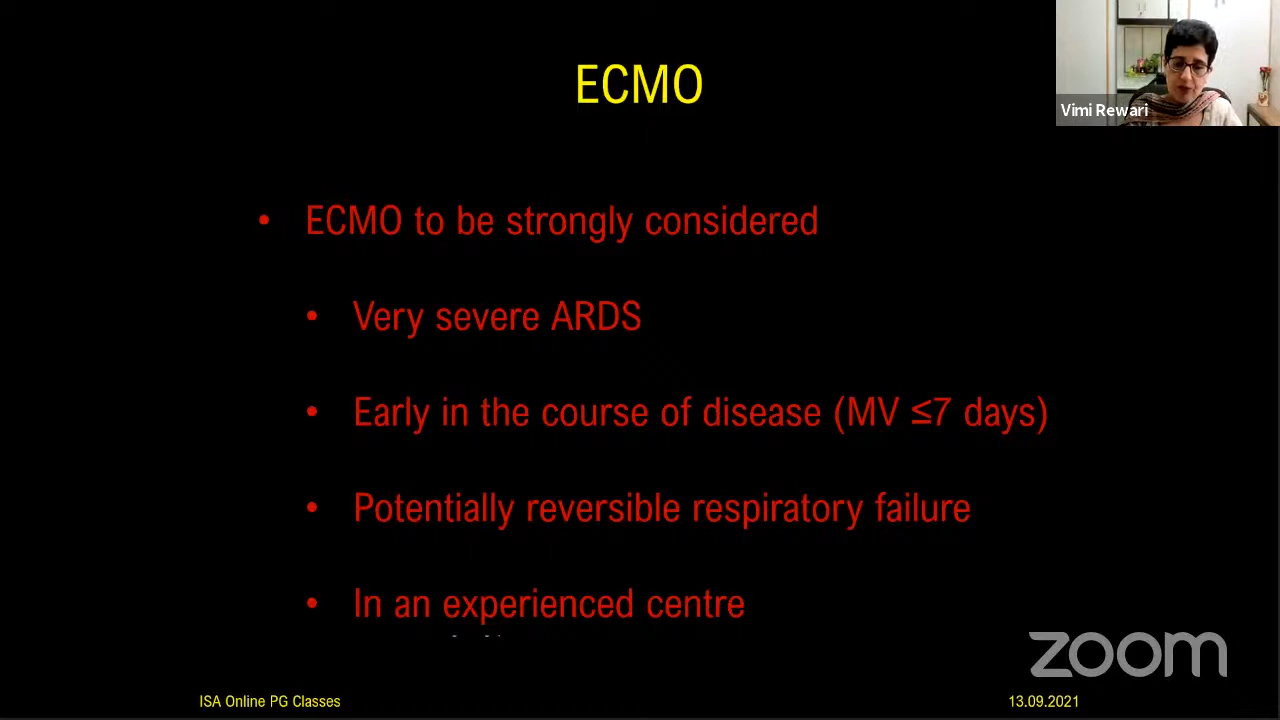 ECMO
Vimi Rewari
• ECMO to be strongly considered
• Very severe ARDS
• Early in the course of disease (MV ≤7 days)
• Potentially reversible respiratory failure
• In an experienced centre
zoom
ISA Online PG Classes
13.09.2021